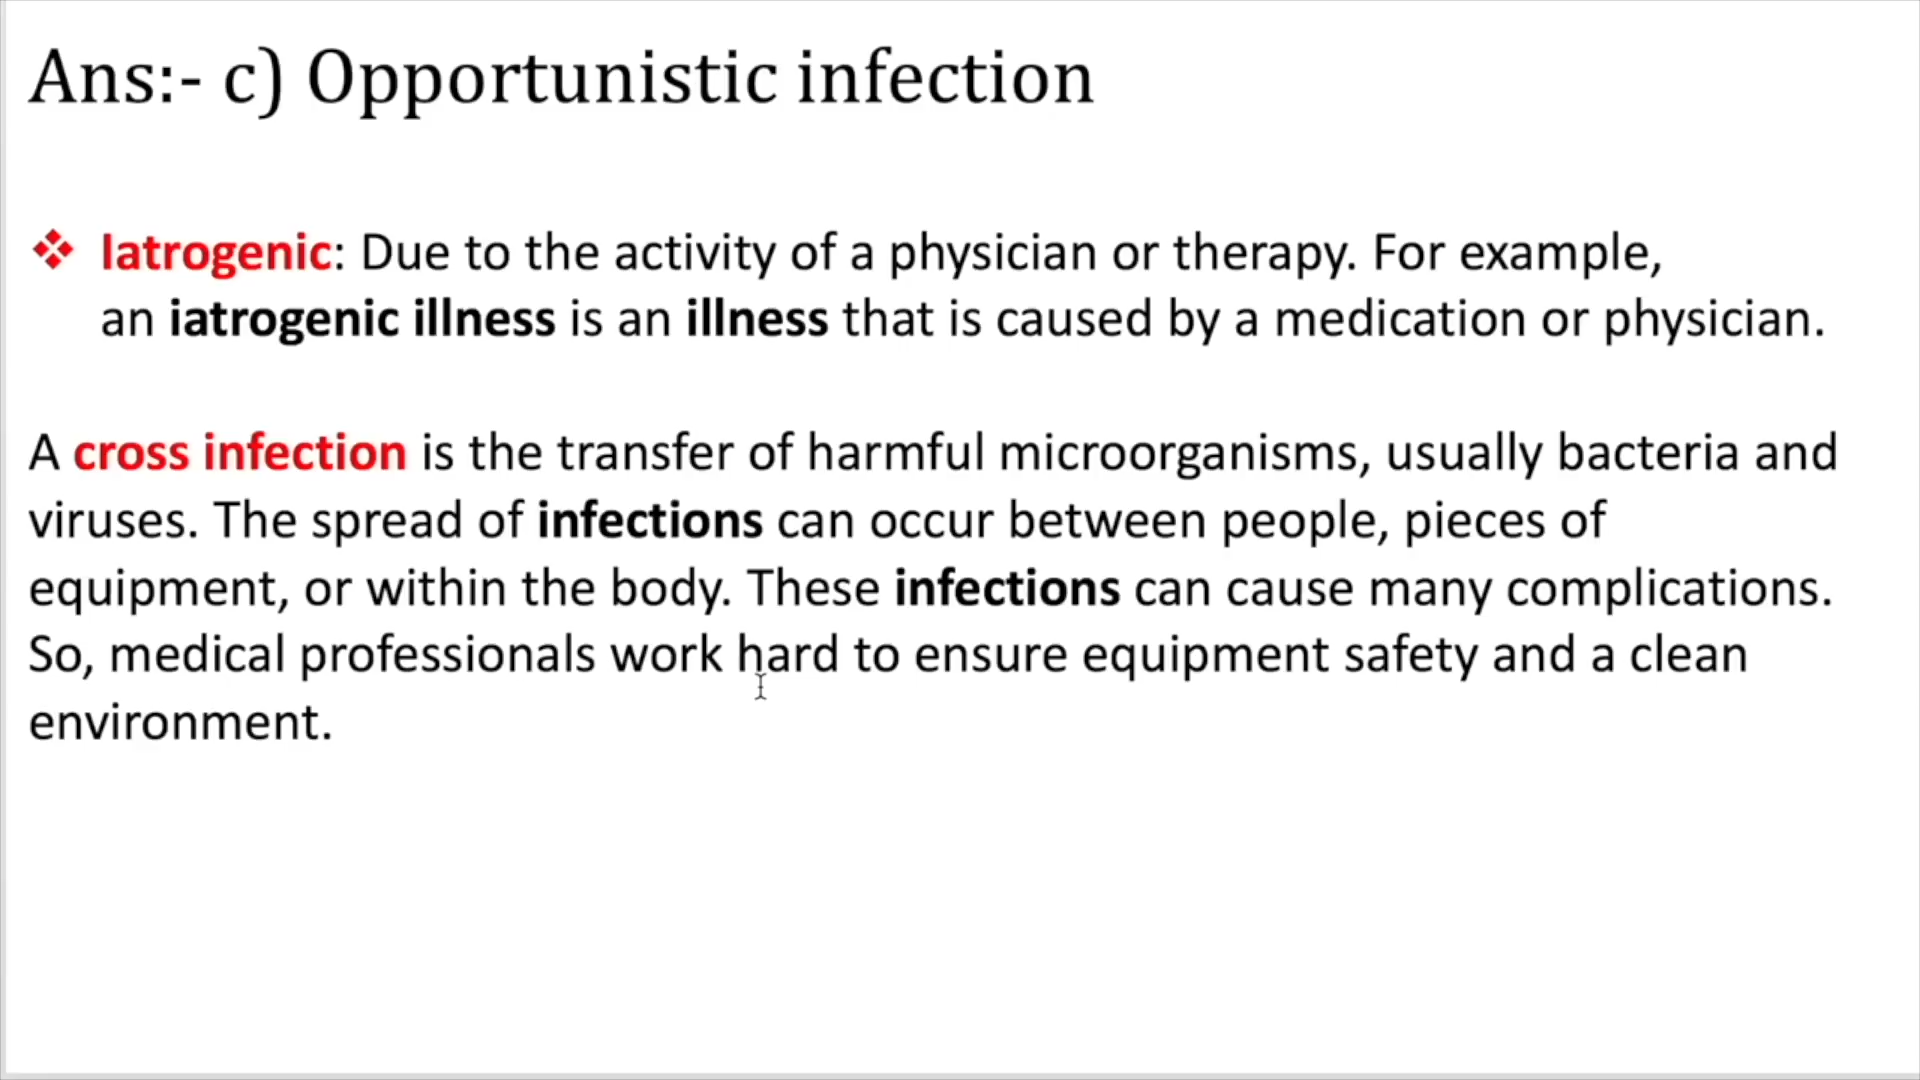 Ans:- c) Opportunistic infection
❖ Iatrogenic: Due to the activity of a physician or therapy. For example,
an iatrogenic illness is an illness that is caused by a medication or physician.
A cross infection is the transfer of harmful microorganisms, usually bacteria and
viruses. The spread of infections can occur between people, pieces of
equipment, or within the body. These infections can cause many complications.
So, medical professionals work hard to ensure equipment safety and a clean
environment.